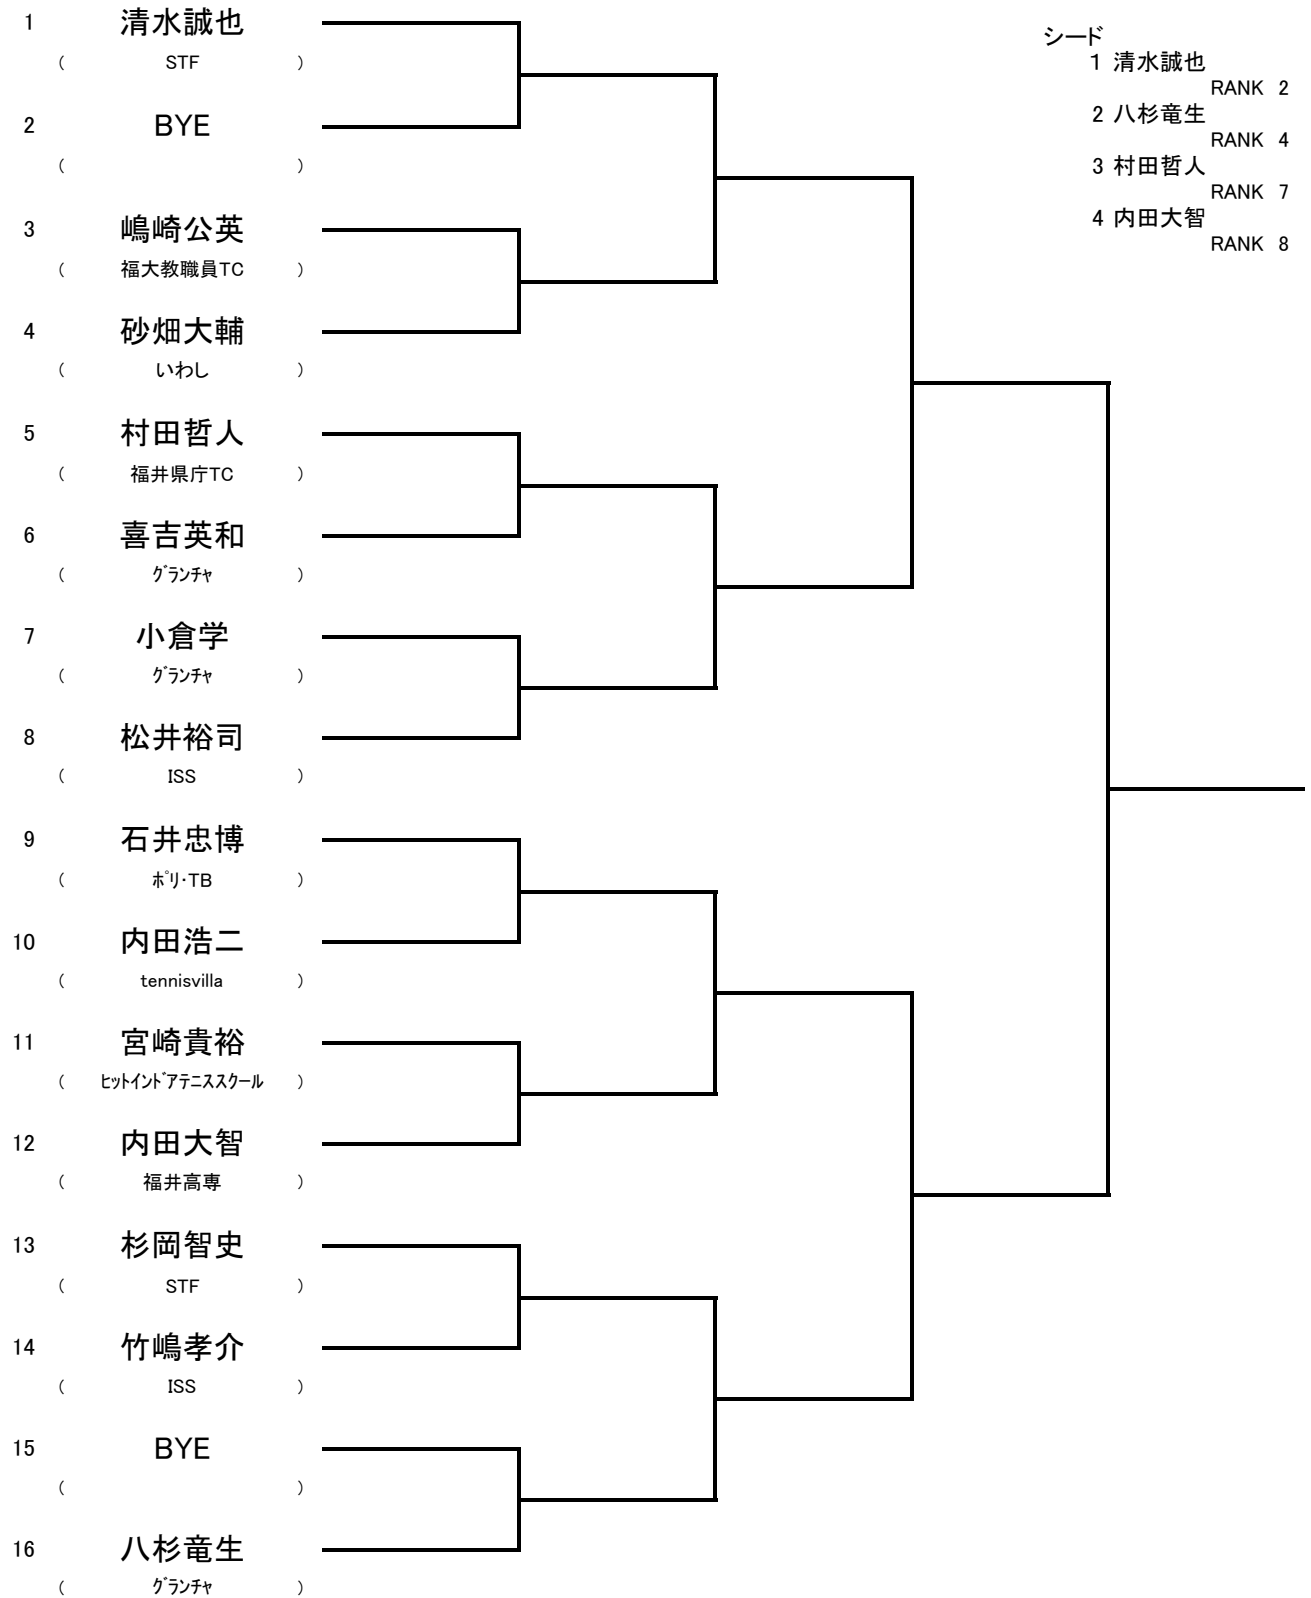 シード
1 清水誠也
RANK 2
2 八杉竜生
RANK 4
3 村田哲人
RANK 7
4 内田大智
RANK 8
1 清水誠也
( STF )
2 BYE
( )
3 嶋崎公英
( 福大教職員TC )
4 砂畑大輔
( いわし )
5 村田哲人
( 福井県庁TC )
6 喜吉英和
( グランチャ )
7 小倉学
( グランチャ )
8 松井裕司
( ISS )
9 石井忠博
( ポリ・TB )
10 内田浩二
( tennisvilla )
11 宮崎貴裕
( ヒットインドアテニススクール )
12 内田大智
( 福井高専 )
13 杉岡智史
( STF )
14 竹嶋孝介
( ISS )
15 BYE
( )
16 八杉竜生
( グランチャ )